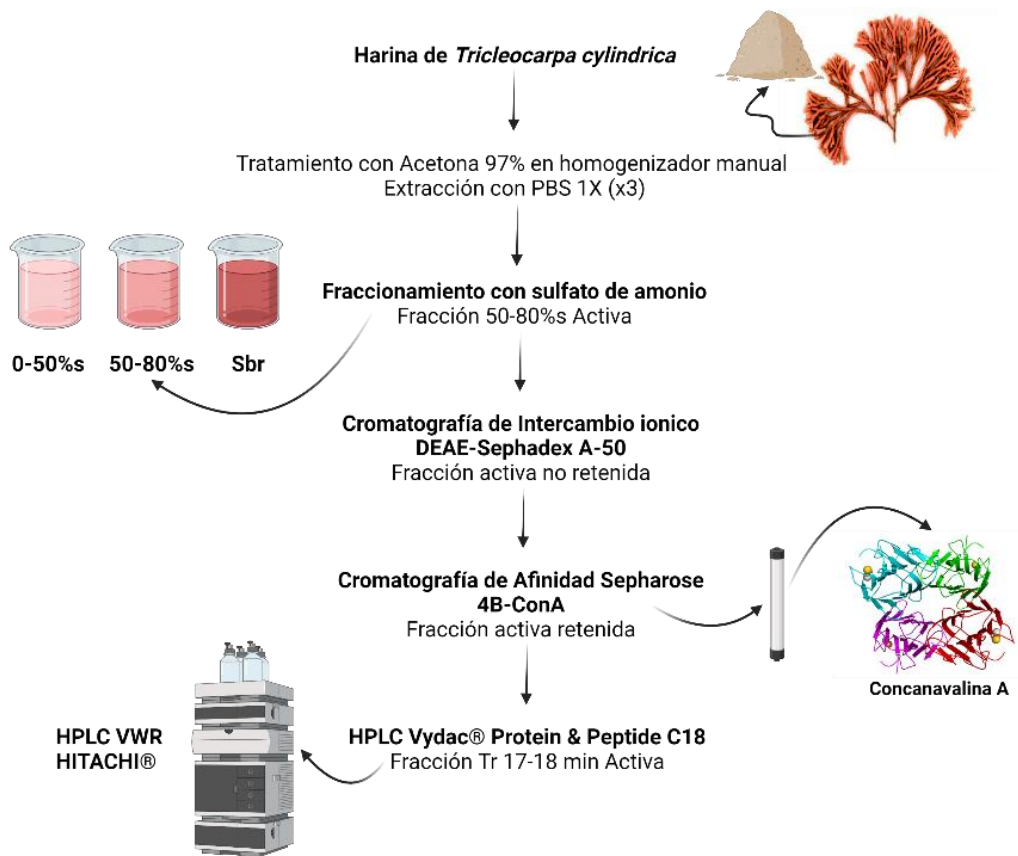 Harina de Tricleocarpa cylindrica
Tratamiento con Acetona 97% en homogenizador manual
Extracción con PBS 1X (x3)
Fraccionamiento con sulfato de amonio
Fracción 50-80%s Activa
0-50%s
50-80%s
Sbr
Cromatografía de Intercambio ionico
DEAE-Sephadex A-50
Fracción activa no retenida
Cromatografía de Afinidad Sepharose
4B-ConA
Fracción activa retenida
Concanavalina A
HPLC Vydac® Protein & Peptide C18
Fracción Tr 17-18 min Activa
HPLC VWR
HITACHI®